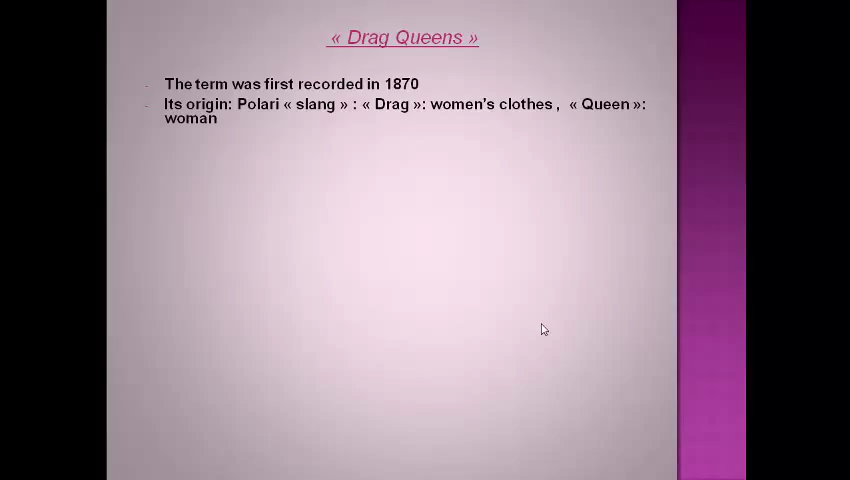 « Drag Queens »
- The term was first recorded in 1870
- Its origin: Polari « slang » : « Drag »: women's clothes , « Queen »:
woman